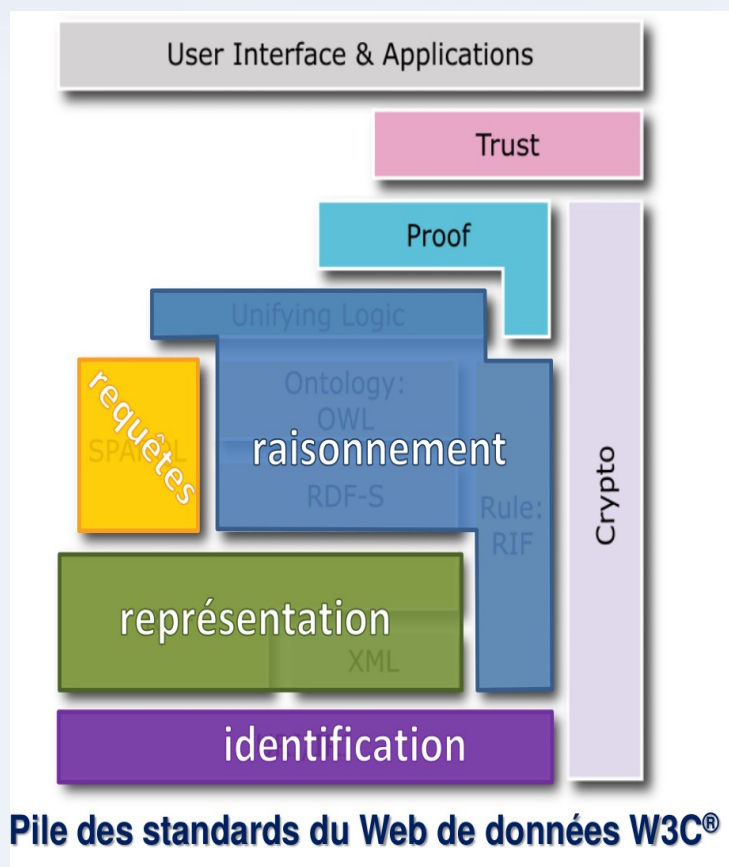 User Interface & Applications
Trust
Proof
Unifying Logic
Ontology:
OWL
requêtes
SPARQL
raisonnement
RDF-S
Rule:
RIF
Crypto
représentation
XML
identification
Pile des standards du Web de données W3C®